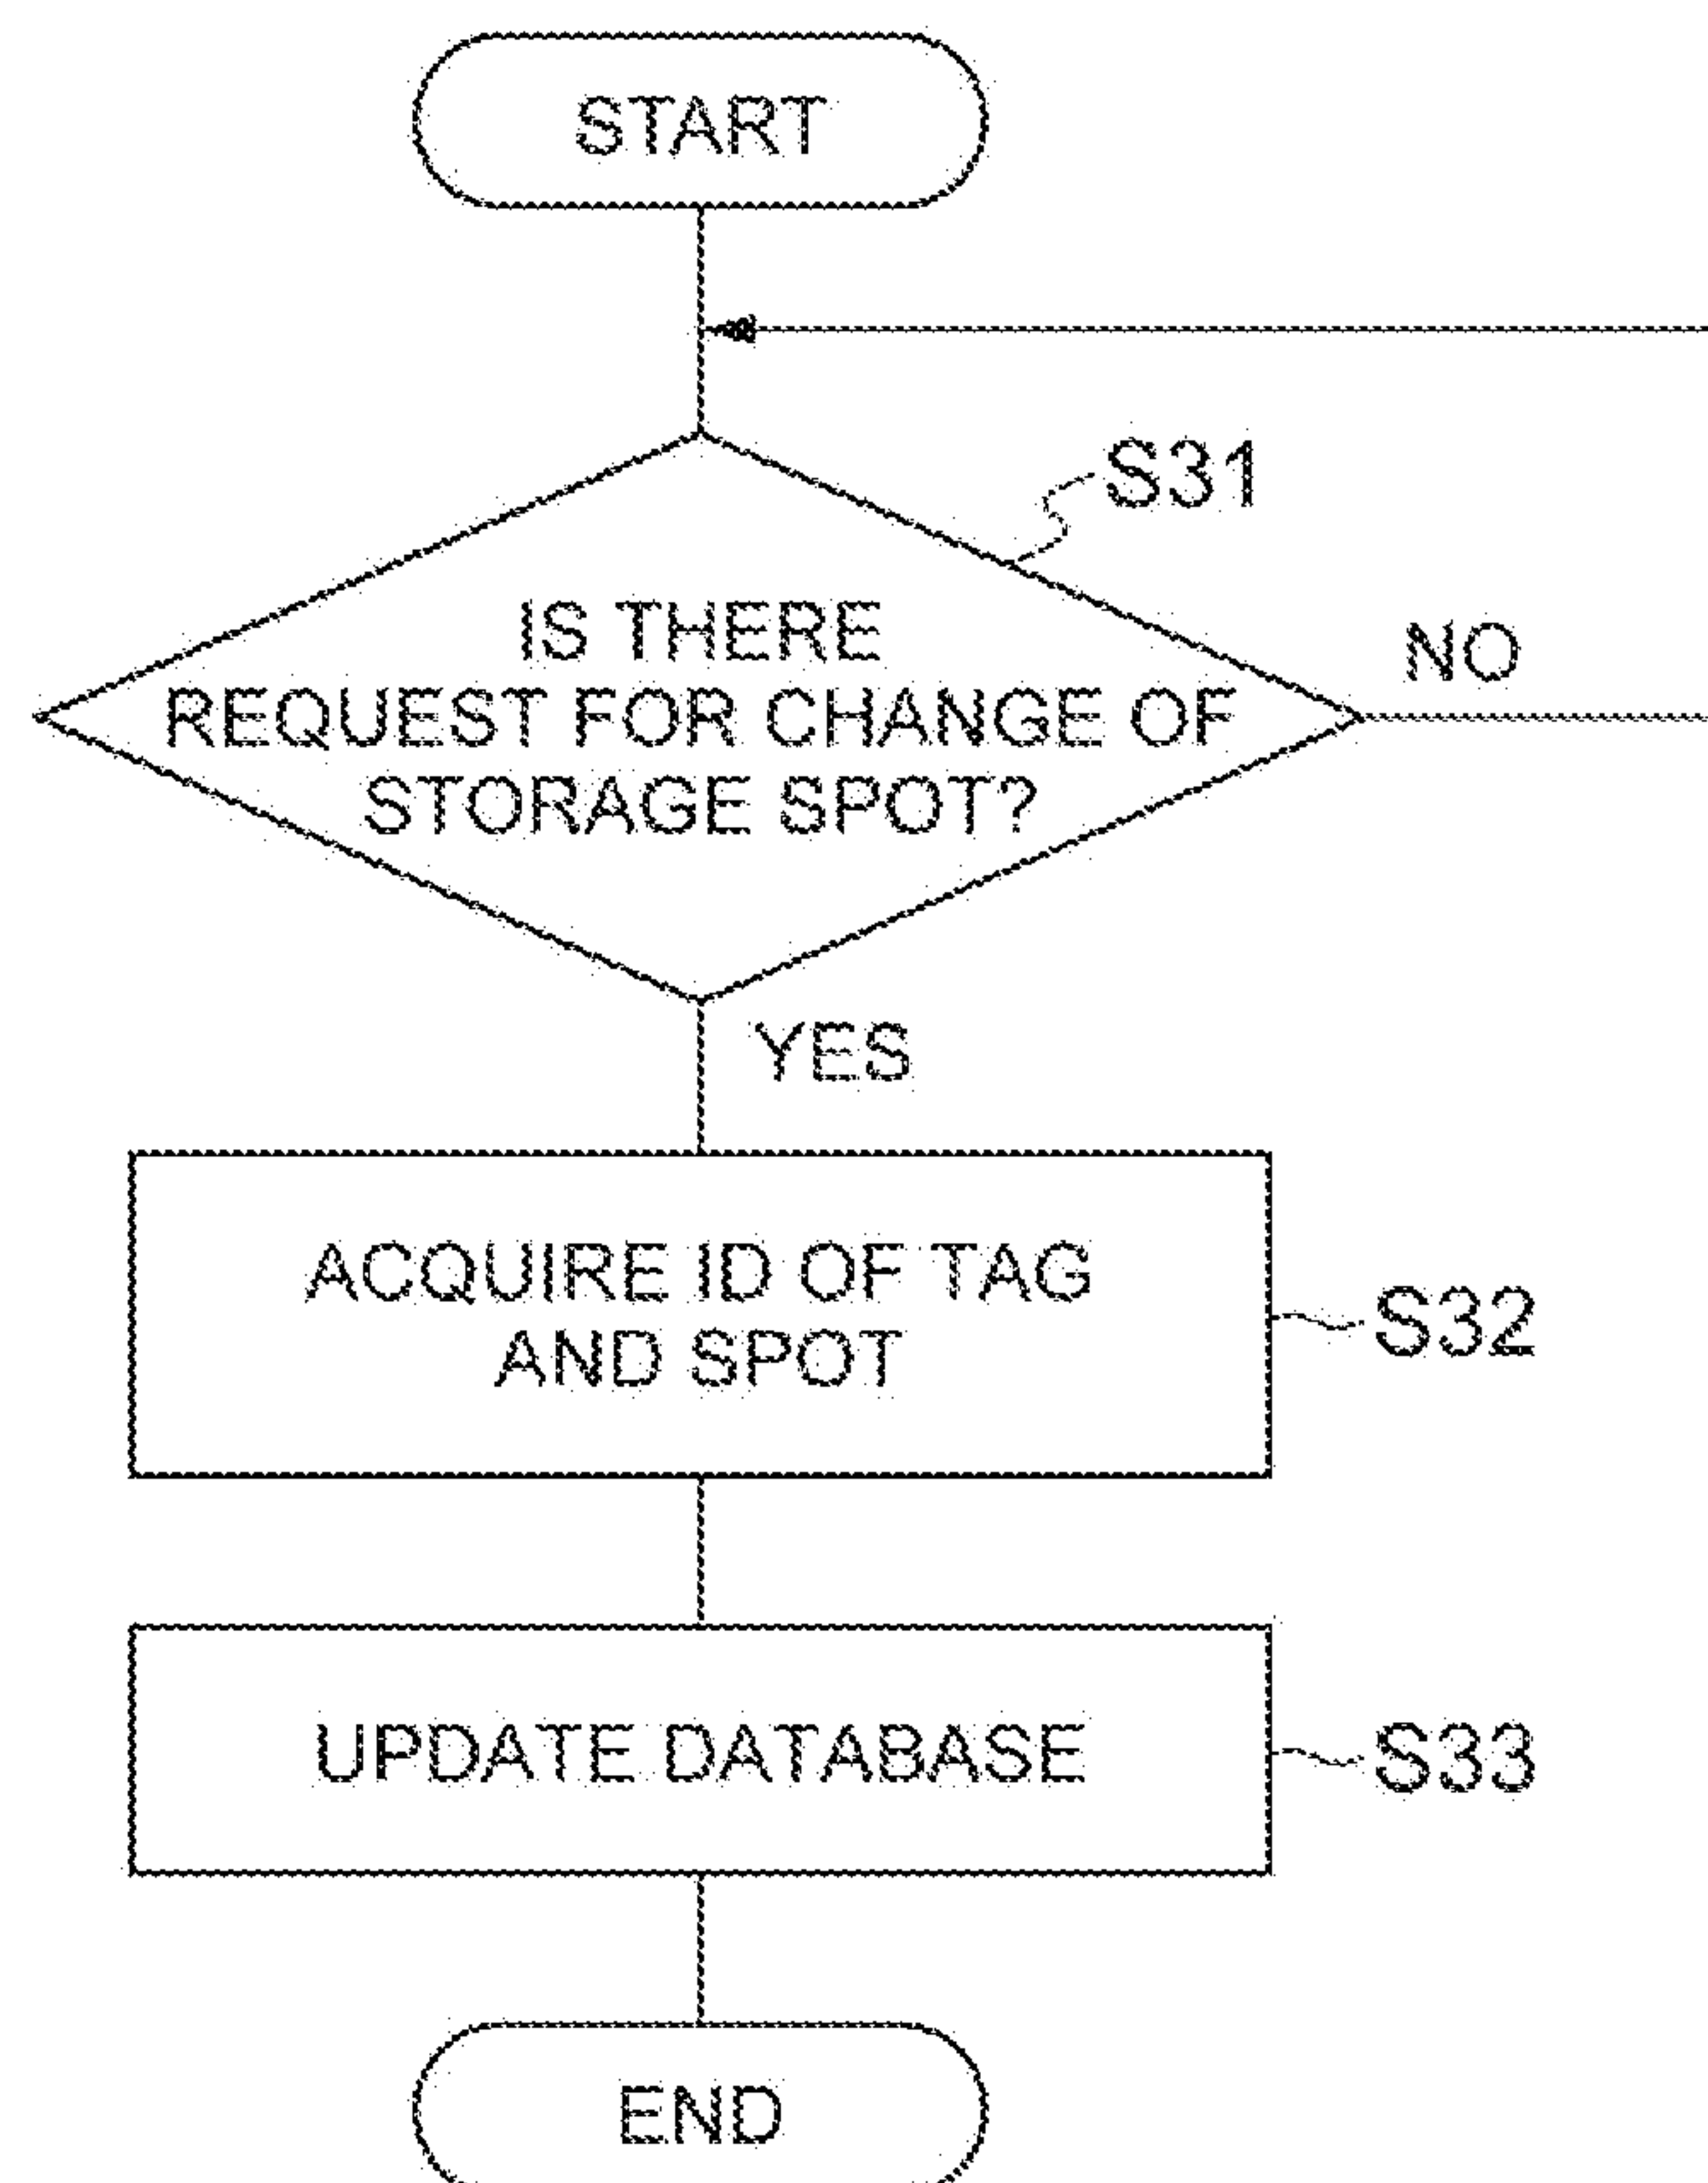 START
S31
IS THERE
REQUEST FOR CHANGE OF
STORAGE SPOT?
NO
YES
ACQUIRE ID OF TAG
AND SPOT
S32
UPDATE DATABASE
S33
END